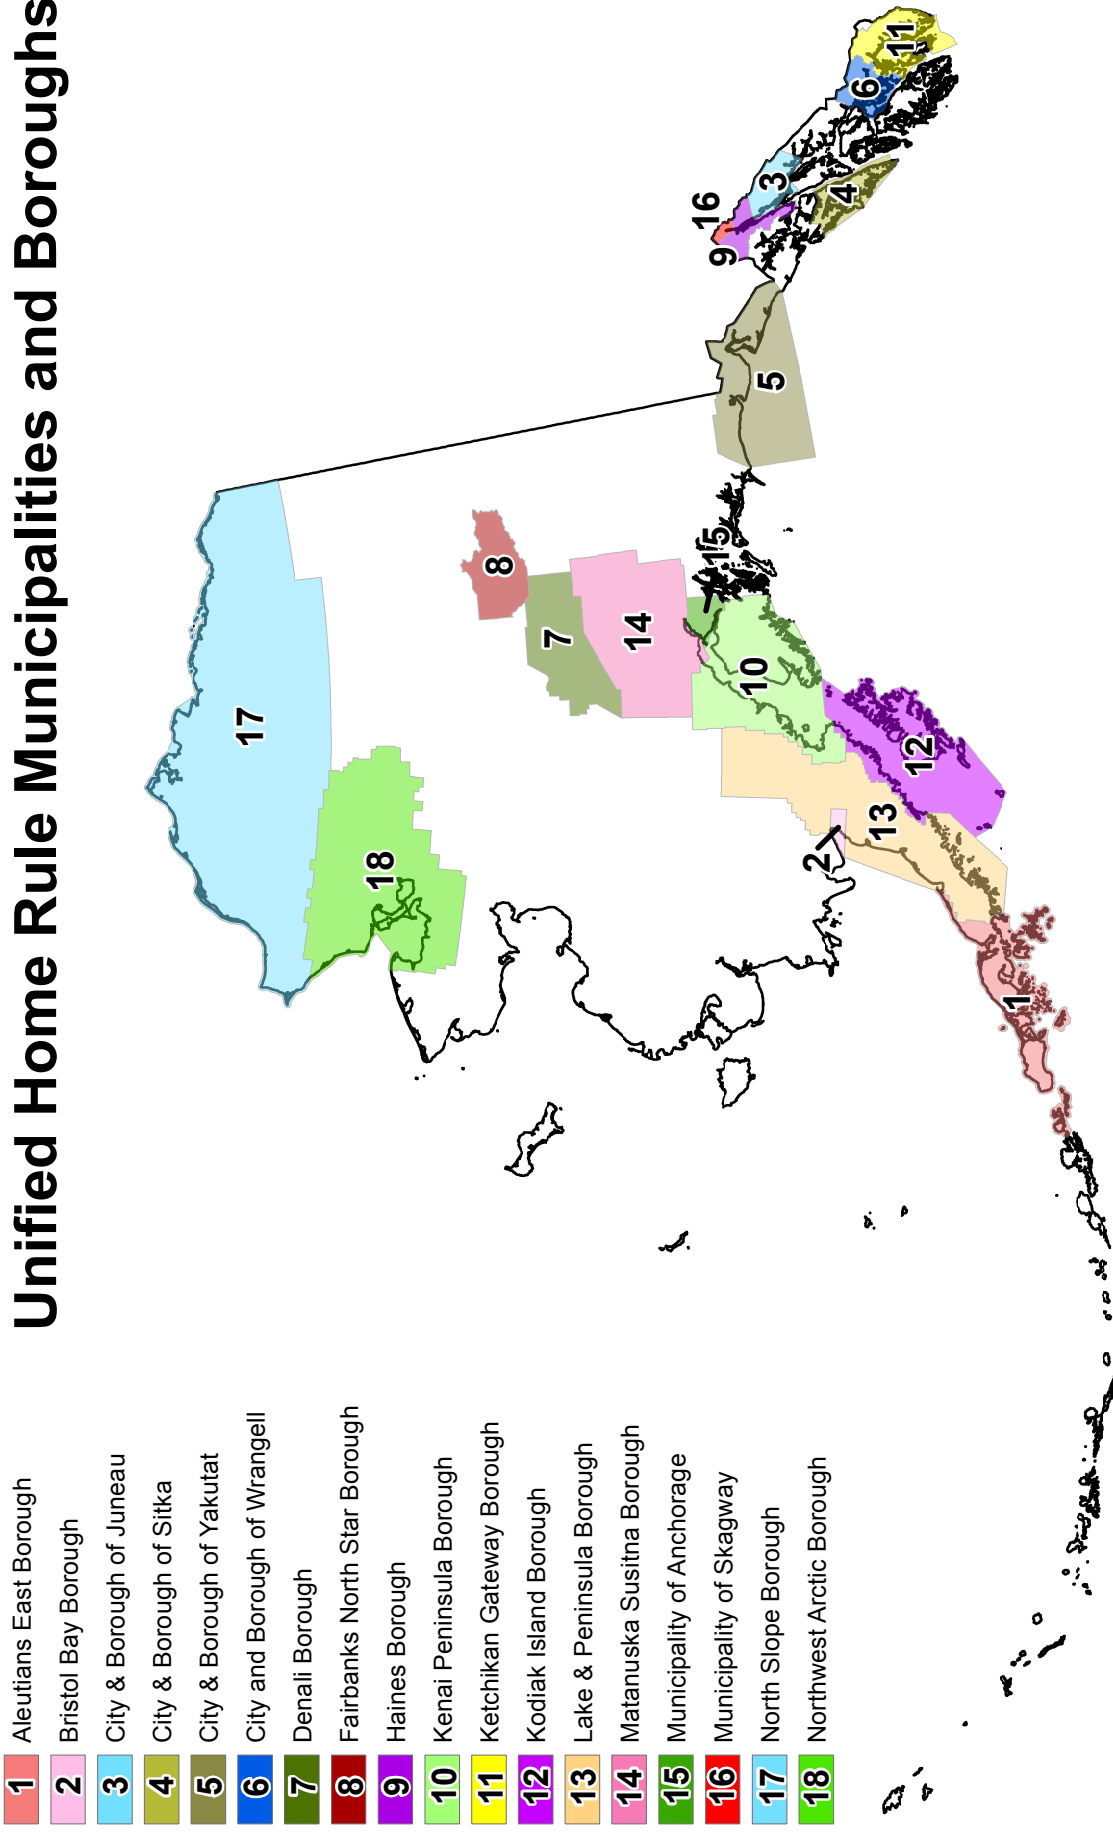 Unified Home Rule Municipalities and Boroughs
1 Aleutians East Borough
2 Bristol Bay Borough
3 City & Borough of Juneau
4 City & Borough of Sitka
5 City & Borough of Yakutat
6 City and Borough of Wrangell
7 Denali Borough
8 Fairbanks North Star Borough
9 Haines Borough
10 Kenai Peninsula Borough
11 Ketchikan Gateway Borough
12 Kodiak Island Borough
13 Lake & Peninsula Borough
14 Matanuska Susitna Borough
15 Municipality of Anchorage
16 Municipality of Skagway
17 North Slope Borough
18 Northwest Arctic Borough
17
18
8
7
14
15
10
2
13
12
1
5
16
9
3
4
6
11